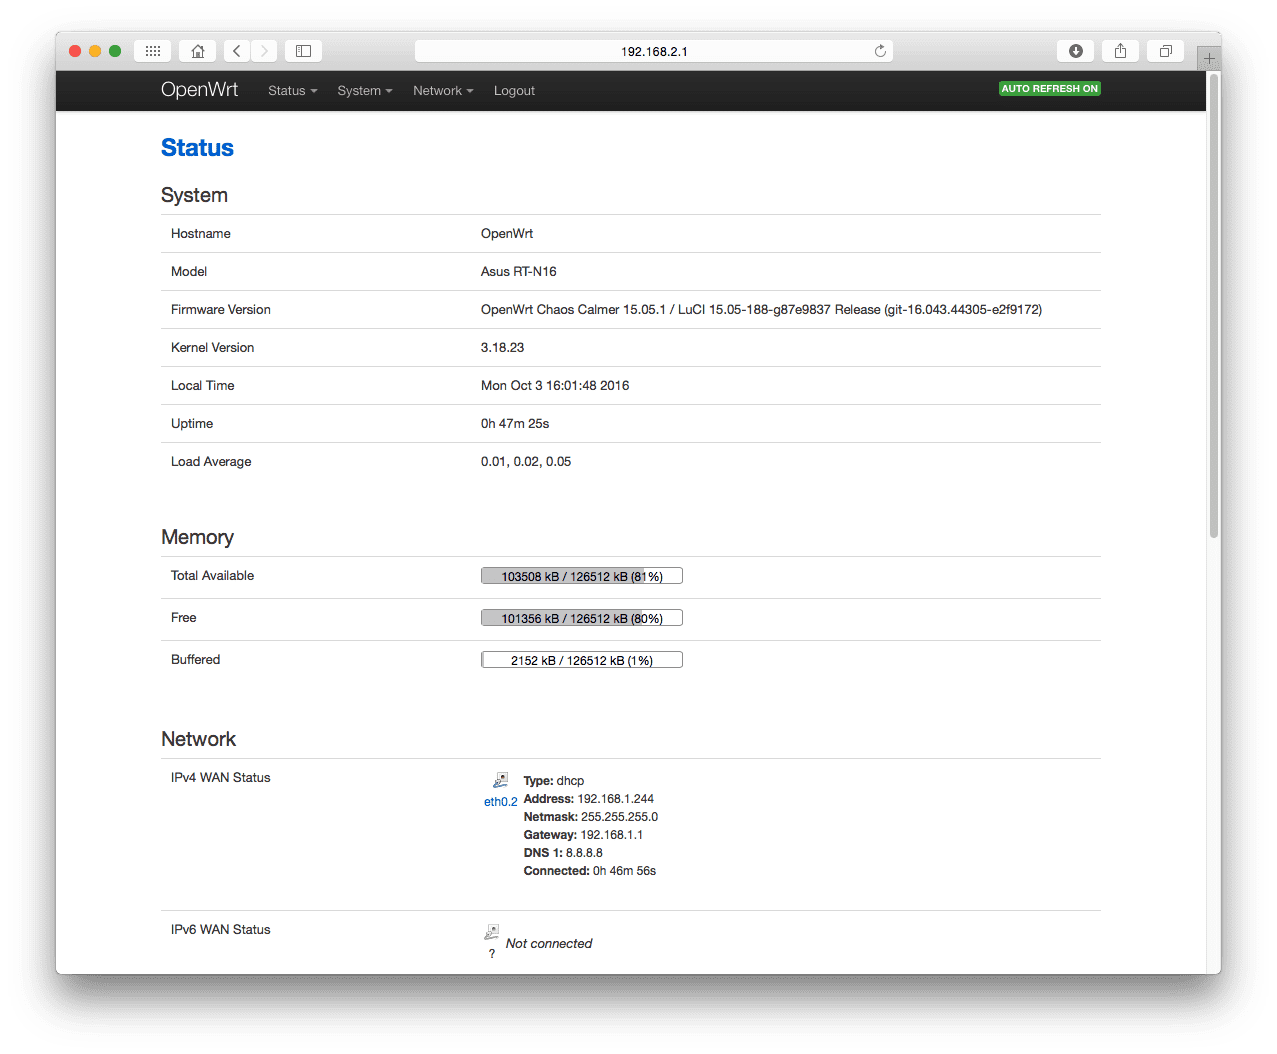 192.168.2.1
OpenWrt Status System Network Logout AUTO REFRESH ON
Status
System
Hostname OpenWrt
Model Asus RT-N16
Firmware Version OpenWrt Chaos Calmer 15.05.1 / LuCI 15.05-188-g87e9837 Release (git-16.043.44305-e2f9172)
Kernel Version 3.18.23
Local Time Mon Oct 3 16:01:48 2016
Uptime 0h 47m 25s
Load Average 0.01, 0.02, 0.05
Memory
Total Available 103508 kB / 126512 kB (81%)
Free 101356 kB / 126512 kB (80%)
Buffered 2152 kB / 126512 kB (1%)
Network
IPv4 WAN Status Type: dhcp
eth0.2 Address: 192.168.1.244
Netmask: 255.255.255.0
Gateway: 192.168.1.1
DNS 1: 8.8.8.8
Connected: 0h 46m 56s
IPv6 WAN Status
? Not connected